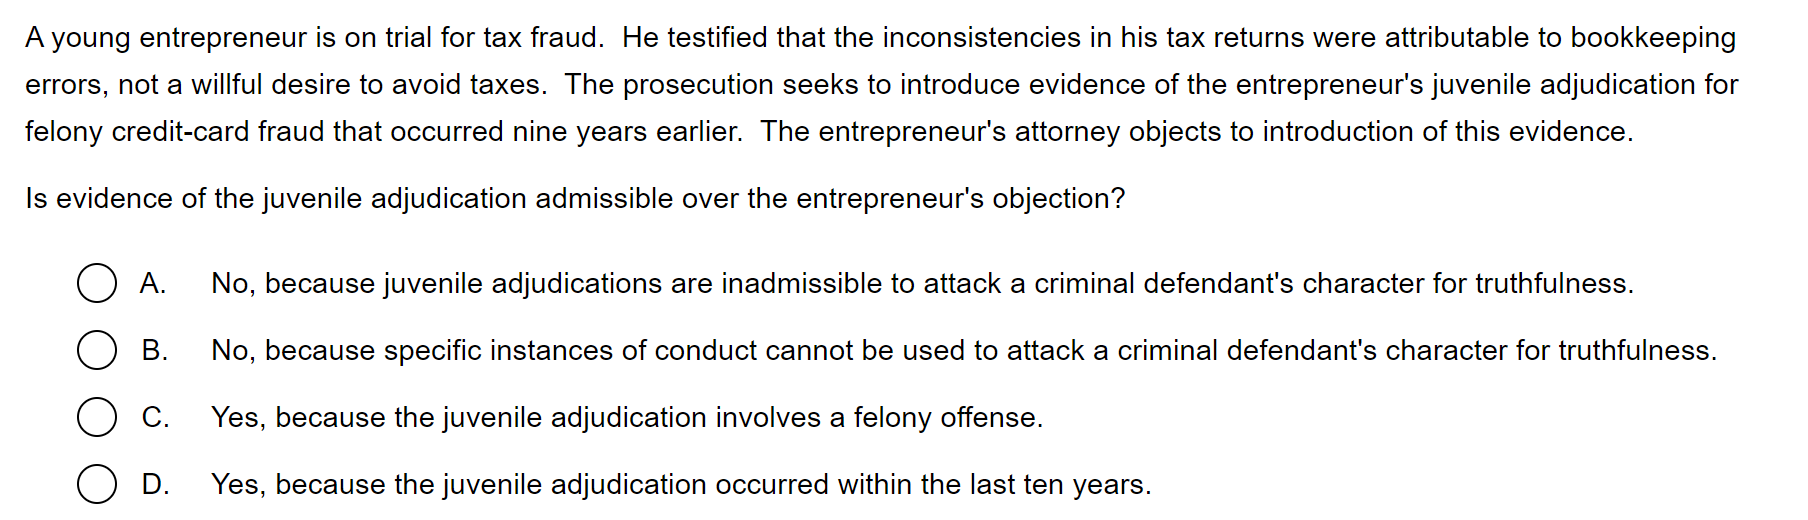 A young entrepreneur is on trial for tax fraud.  He testified that the inconsistencies in his tax returns were attributable to bookkeeping
errors, not a willful desire to avoid taxes.  The prosecution seeks to introduce evidence of the entrepreneur's juvenile adjudication for
felony credit-card fraud that occurred nine years earlier.  The entrepreneur's attorney objects to introduction of this evidence.
Is evidence of the juvenile adjudication admissible over the entrepreneur's objection?
A. No, because juvenile adjudications are inadmissible to attack a criminal defendant's character for truthfulness.
B. No, because specific instances of conduct cannot be used to attack a criminal defendant's character for truthfulness.
C. Yes, because the juvenile adjudication involves a felony offense.
D. Yes, because the juvenile adjudication occurred within the last ten years.